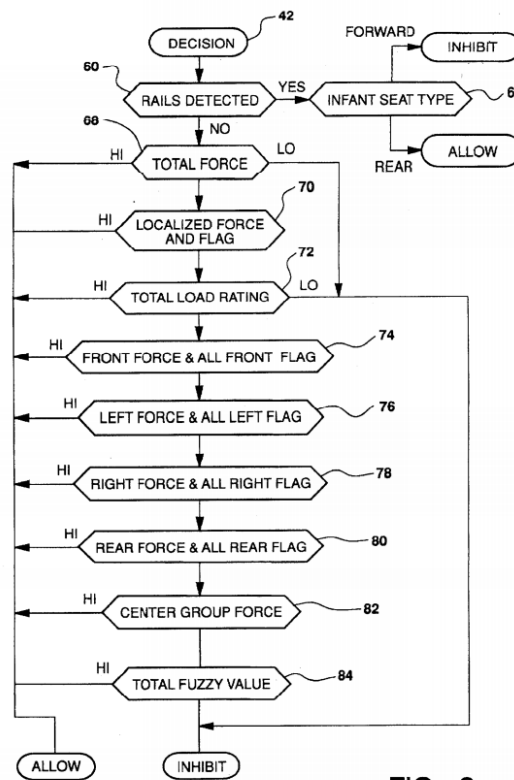 DECISION
42
FORWARD
INHIBIT
60
RAILS DETECTED
YES
INFANT SEAT TYPE
NO
68
HI
TOTAL FORCE
LO
REAR
ALLOW
70
HI
LOCALIZED FORCE
AND FLAG
72
HI
TOTAL LOAD RATING
LO
74
HI
FRONT FORCE & ALL FRONT FLAG
76
HI
LEFT FORCE & ALL LEFT FLAG
78
HI
RIGHT FORCE & ALL RIGHT FLAG
HI
REAR FORCE & ALL REAR FLAG
80
HI
CENTER GROUP FORCE
82
HI
TOTAL FUZZY VALUE
84
ALLOW
INHIBIT